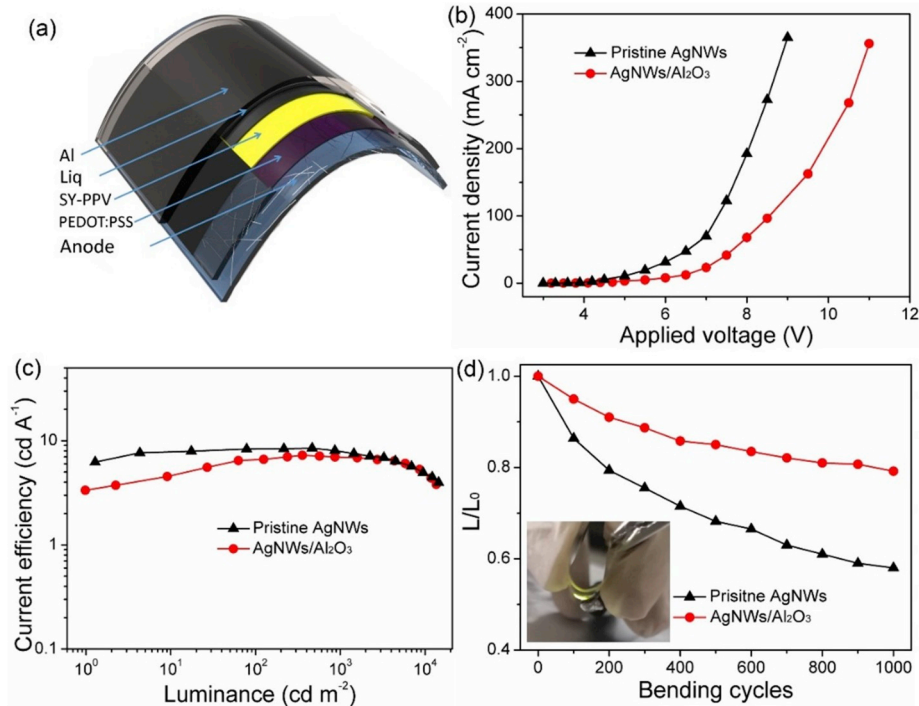 (a)
Al
Liq
SY-PPV
PEDOT:PSS
Anode
(b)
Current density (mA cm⁻²)
400
300
200
100
0
Pristine AgNWs
AgNWs/Al₂O₃
4 6 8 10 12
Applied voltage (V)
(c)
Current efficiency (cd A⁻¹)
10
1
0.1
Pristine AgNWs
AgNWs/Al₂O₃
10⁰ 10¹ 10² 10³ 10⁴
Luminance (cd m⁻²)
(d)
L/L₀
1.0
0.8
0.6
0.4
Prisitne AgNWs
AgNWs/Al₂O₃
0 200 400 600 800 1000
Bending cycles